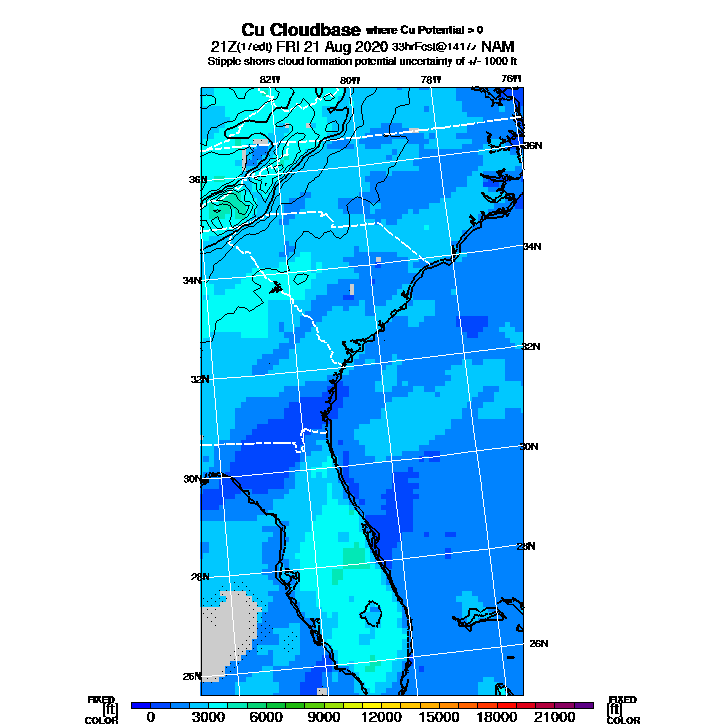 Cu Cloudbase where Cu Potential > 0
21Z(17edt) FRI 21 Aug 2020 33hrFcst@1417z NAM
Stipple shows cloud formation potential uncertainty of +/- 1000 ft
82W 80W 78W 76W
36N
36N
34N
34N
32N
32N
30N
30N
28N
28N
26N
26N
FIXED FIXED
[ft] [ft]
COLOR COLOR
0 3000 6000 9000 12000 15000 18000 21000